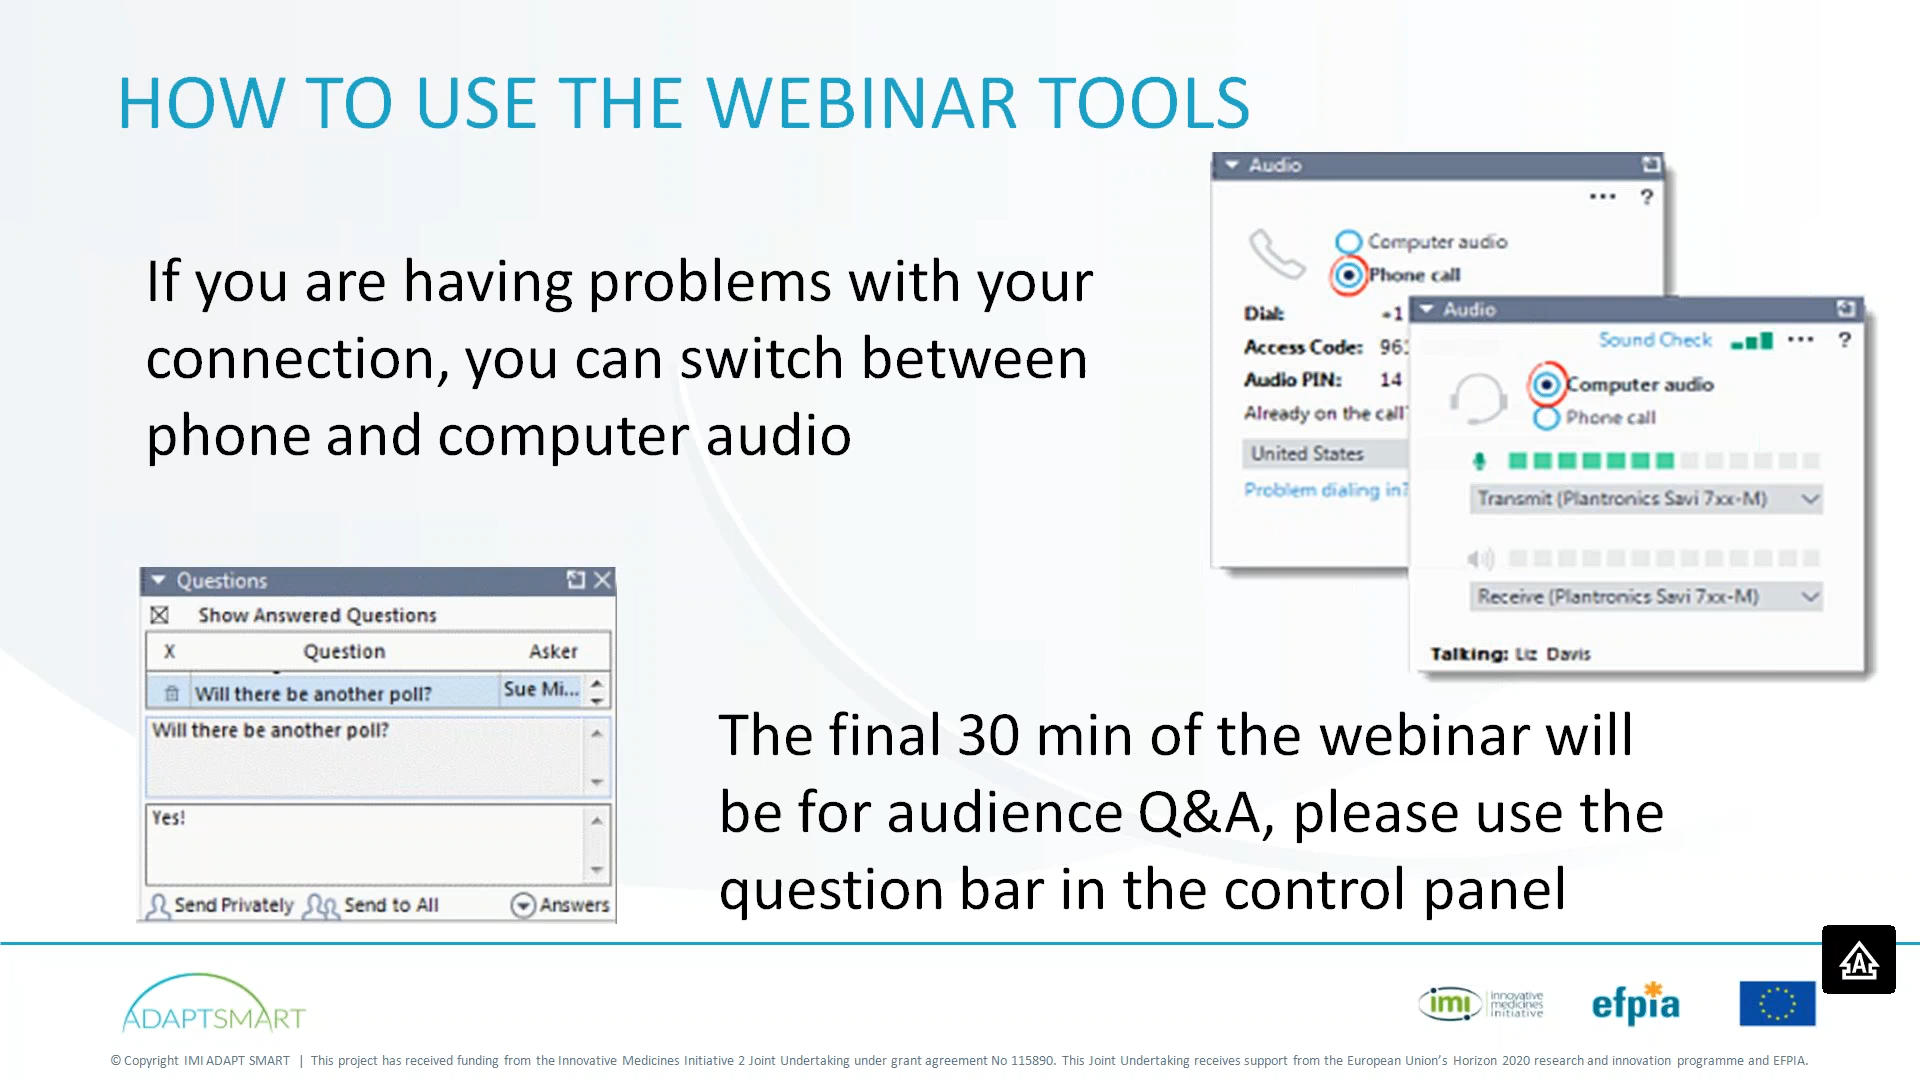 HOW TO USE THE WEBINAR TOOLS
If you are having problems with your
connection, you can switch between
phone and computer audio
Audio
... ?
Computer audio
Phone call
Dial: +1
Access Code: 961
Audio PIN: 14
Already on the call?
United States
Problem dialing in?
Audio
Sound Check ... ?
Computer audio
Phone call
Transmit (Plantronics Savi 7xx-M)
Receive (Plantronics Savi 7xx-M)
Talking: Liz Davis
Questions
Show Answered Questions
X Question Asker
Will there be another poll? Sue Mi...
Will there be another poll?
Yes!
Send Privately Send to All Answers
The final 30 min of the webinar will
be for audience Q&A, please use the
question bar in the control panel
A
ADAPTSMART
imi innovative
medicines
initiative
efpia
© Copyright IMI ADAPT SMART | This project has received funding from the Innovative Medicines Initiative 2 Joint Undertaking under grant agreement No 115890. This Joint Undertaking receives support from the European Union's Horizon 2020 research and innovation programme and EFPIA.